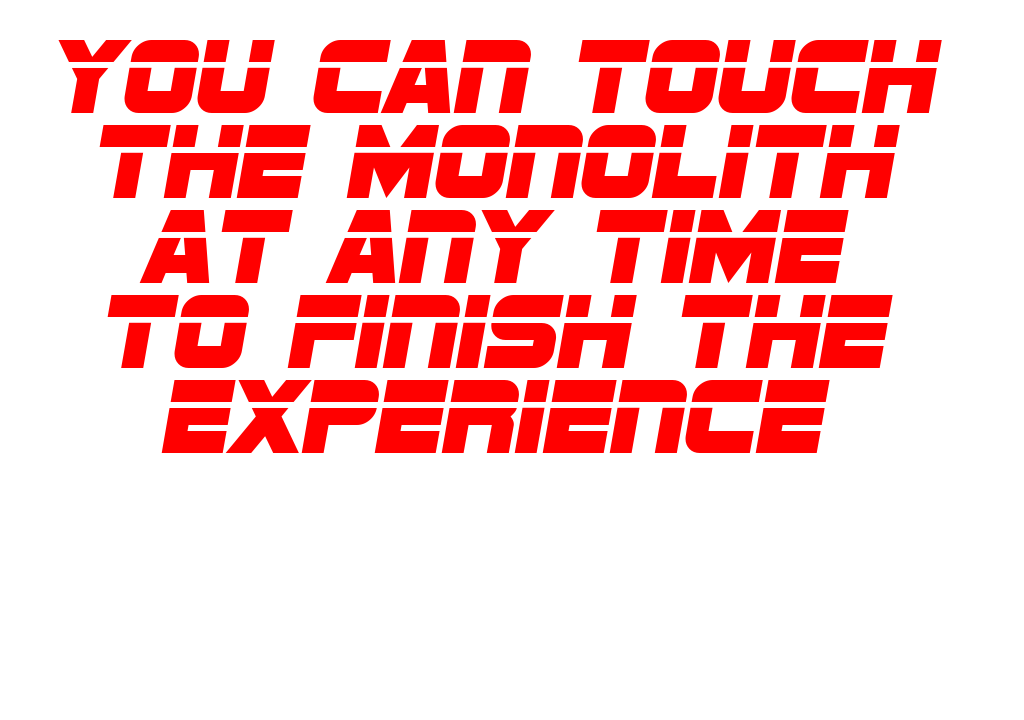 YOU CAN TOUCH
THE MONOLITH
AT ANY TIME
TO FINISH THE
EXPERIENCE